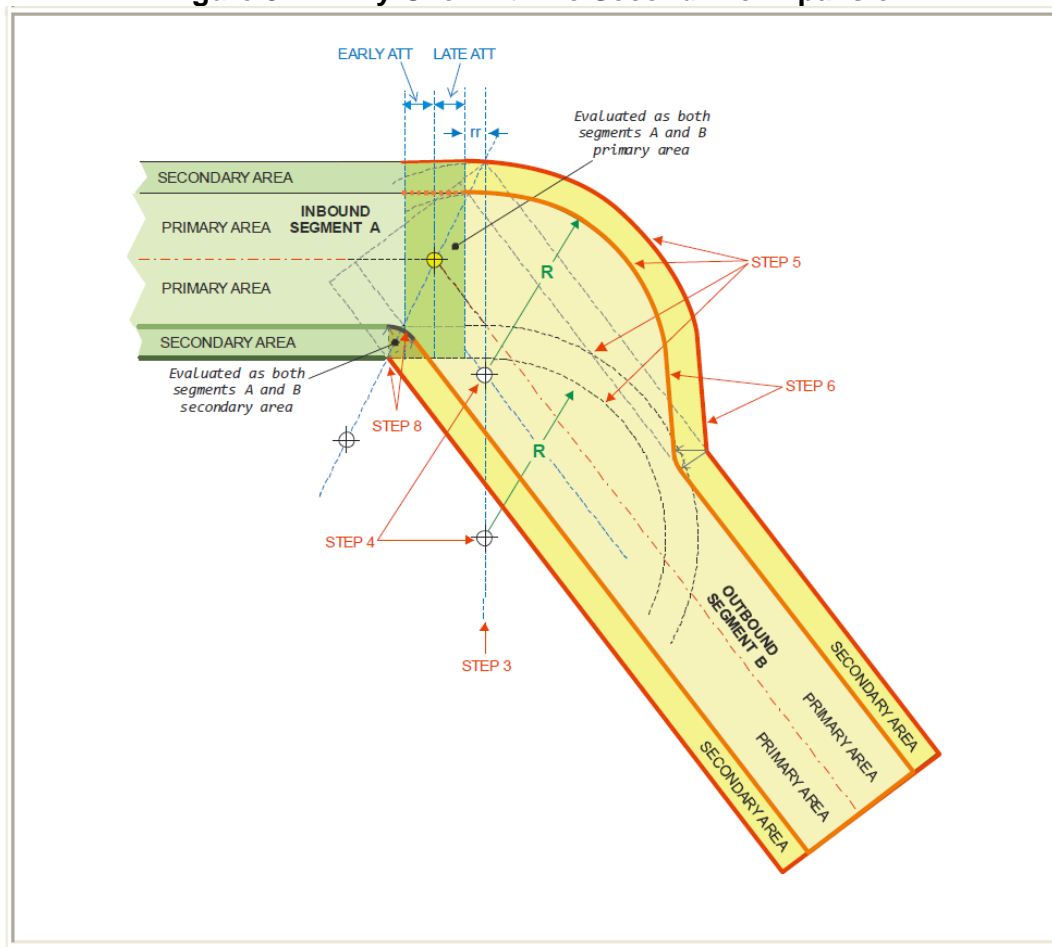 EARLY ATT
LATE ATT
Evaluated as both
segments A and B
primary area
rr
SECONDARY AREA
PRIMARY AREA
INBOUND
SEGMENT A
PRIMARY AREA
SECONDARY AREA
Evaluated as both
segments A and B
secondary area
R
STEP 5
STEP 6
STEP 8
R
STEP 4
STEP 3
OUTBOUND
SEGMENT B
SECONDARY AREA
PRIMARY AREA
PRIMARY AREA
SECONDARY AREA